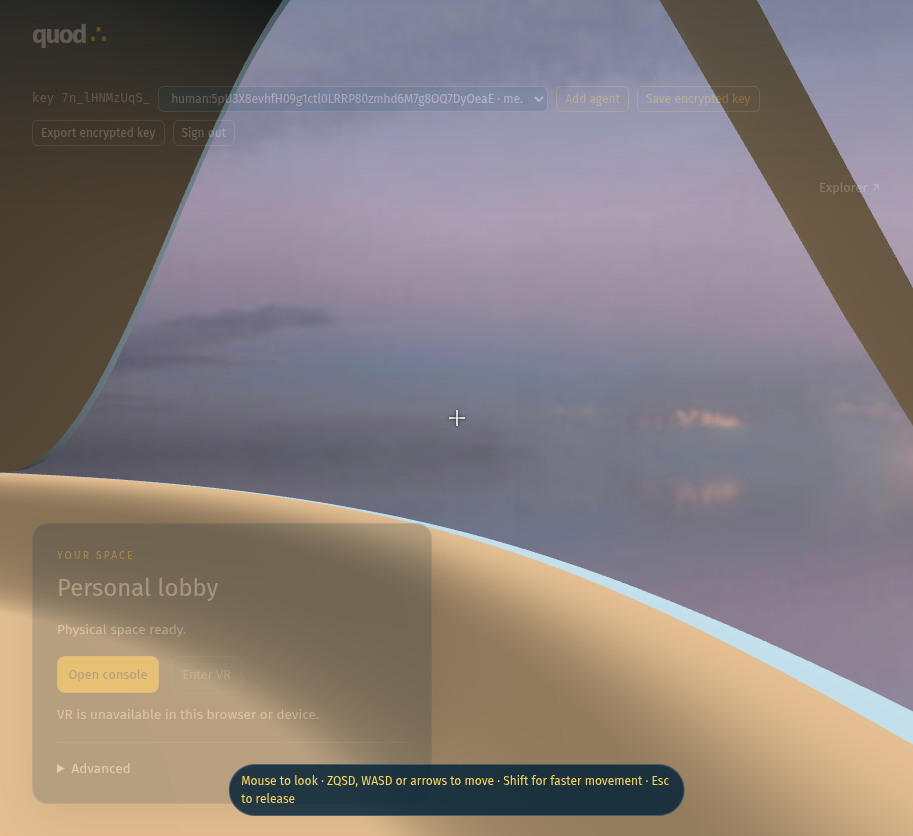 quod
key 7n_lHNMzUqS_ human:5pU3X8evhfH09g1ctl0LRRP80zmhd6M7g8OQ7DyOeaE · me. Add agent Save encrypted key
Export encrypted key Sign out
Explorer ↗
YOUR SPACE
Personal lobby
Physical space ready.
Open console Enter VR
VR is unavailable in this browser or device.
▶ Advanced
Mouse to look · ZQSD, WASD or arrows to move · Shift for faster movement · Esc
to release